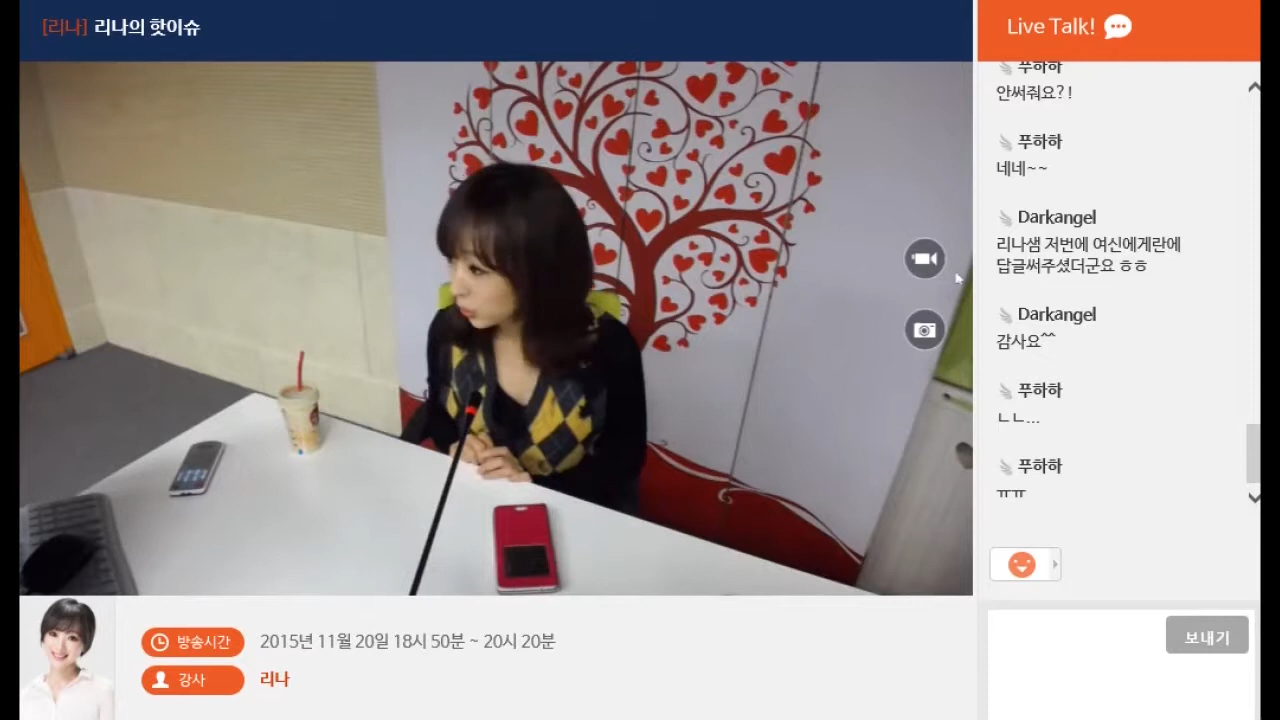 [리나] 리나의 핫이슈
Live Talk!
푸하하
안써줘요?!
푸하하
네네~~
Darkangel
리나샘 저번에 여신에게란에
답글써주셨더군요 ㅎㅎ
Darkangel
감사요^^
푸하하
ㄴㄴ...
푸하하
ㅠㅠ
보내기
방송시간 2015년 11월 20일 18시 50분 ~ 20시 20분
강사 리나